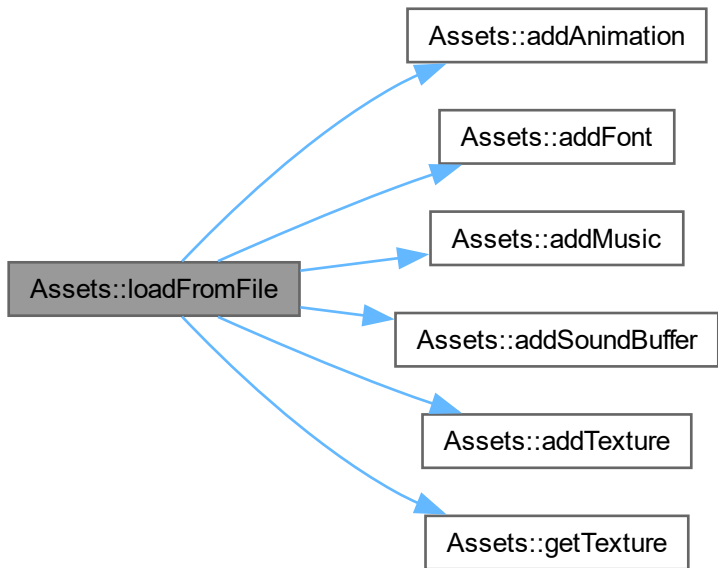 Assets::addAnimation
Assets::addFont
Assets::addMusic
Assets::loadFromFile
Assets::addSoundBuffer
Assets::addTexture
Assets::getTexture